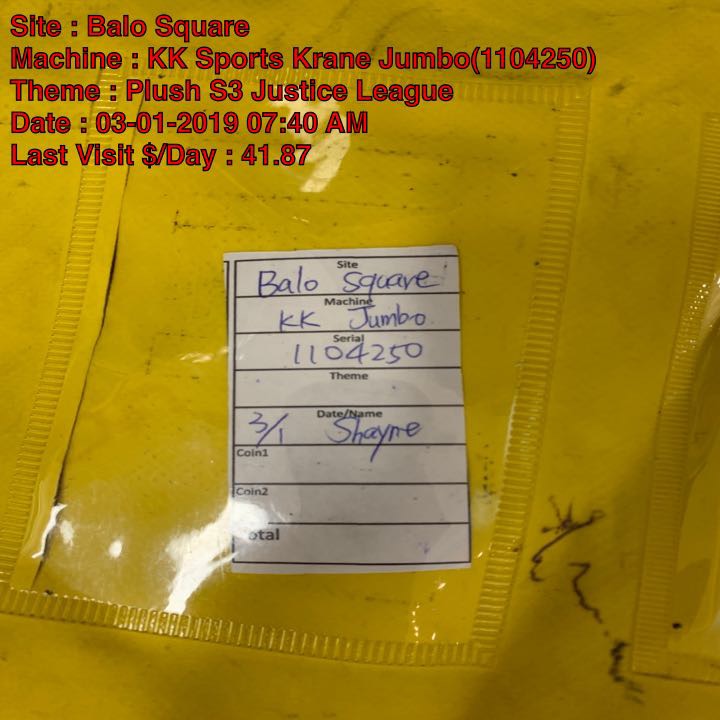 Site : Balo Square
Machine : KK Sports Krane Jumbo(1104250)
Theme : Plush S3 Justice League
Date : 03-01-2019 07:40 AM
Last Visit $/Day : 41.87
Site
Balo Square
Machine
KK Jumbo
Serial
1104250
Theme
Date/Name
3/1 Shayne
Coin1
Coin2
otal